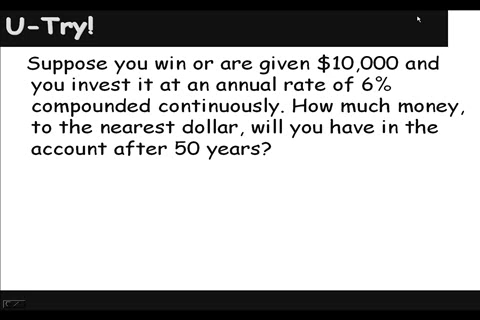 U-Try!
Suppose you win or are given $10,000 and
you invest it at an annual rate of 6%
compounded continuously. How much money,
to the nearest dollar, will you have in the
account after 50 years?